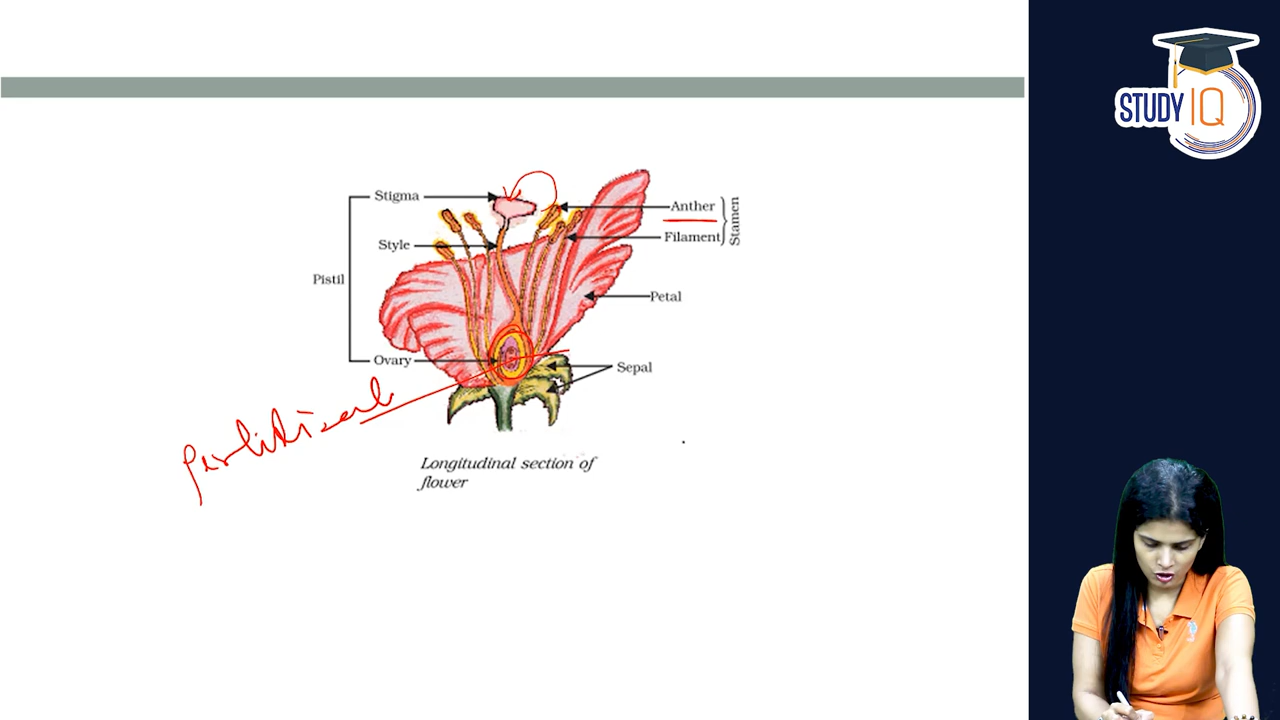 STUDY IQ
Stigma
Anther
Stamen
Filament
Style
Pistil
Petal
Ovary
Sepal
Longitudinal section of
flower